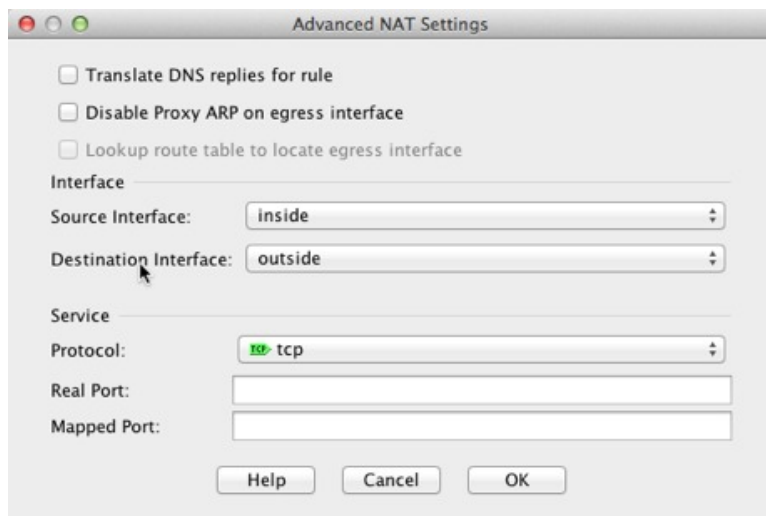 Advanced NAT Settings
Translate DNS replies for rule
Disable Proxy ARP on egress interface
Lookup route table to locate egress interface
Interface
Source Interface: inside
Destination Interface: outside
Service
Protocol: TCP tcp
Real Port:
Mapped Port:
Help Cancel OK